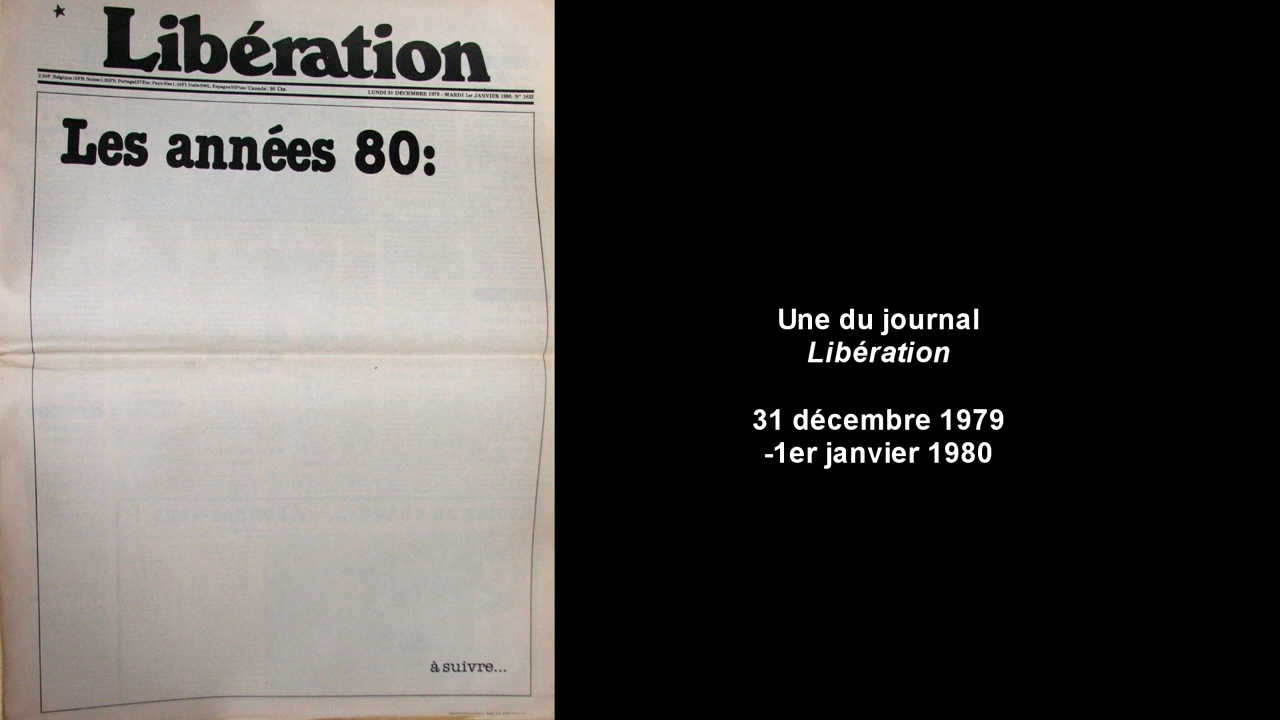 Libération
LUNDI 31 DECEMBRE 1979 - MARDI 1er JANVIER 1980. N° 1832
Les années 80:
à suivre...
Une du journal
Libération
31 décembre 1979
-1er janvier 1980